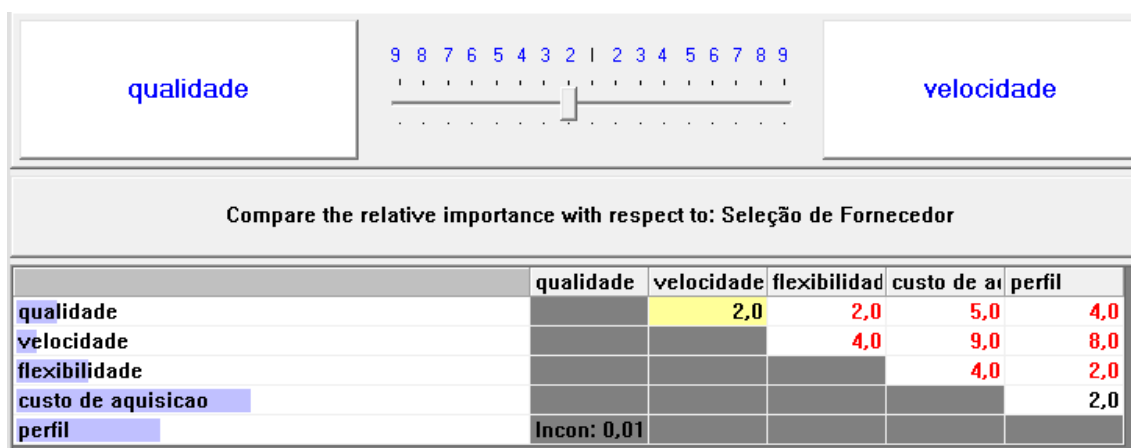 9 8 7 6 5 4 3 2 1 2 3 4 5 6 7 8 9
qualidade velocidade
Compare the relative importance with respect to: Seleção de Fornecedor
qualidade velocidade flexibilidad custo de a perfil
qualidade 2,0 2,0 5,0 4,0
velocidade 4,0 9,0 8,0
flexibilidade 4,0 2,0
custo de aquisicao 2,0
perfil Incon: 0,01